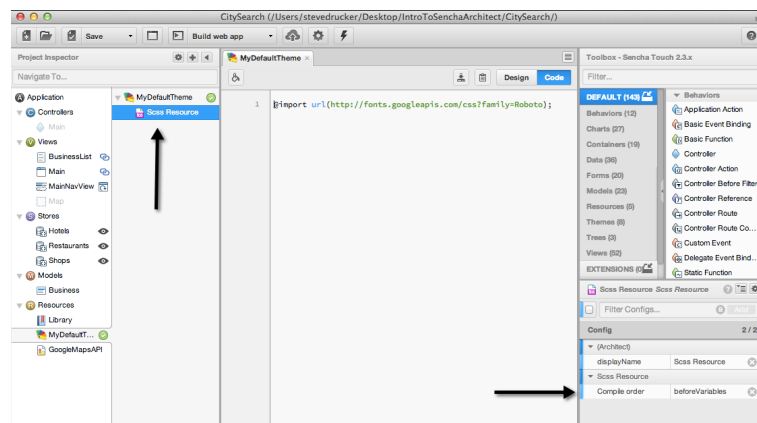 CitySearch (/Users/stevedrucker/Desktop/IntroToSenchaArchitect/CitySearch/)
Save
Build web app
Project Inspector
Navigate To...
Application
Controllers
Main
Views
BusinessList
Main
MainNavView
Map
Stores
Hotels
Restaurants
Shops
Models
Business
Resources
Library
MyDefaultT...
GoogleMapsAPI
MyDefaultTheme
Scss Resource
MyDefaultTheme ×
Design Code
1 @import url(http://fonts.googleapis.com/css?family=Roboto);
Toolbox - Sencha Touch 2.3.x
Filter...
DEFAULT (143)
Behaviors (12)
Charts (27)
Containers (19)
Data (36)
Forms (20)
Models (23)
Resources (5)
Themes (8)
Trees (3)
Views (52)
EXTENSIONS (0)
Behaviors
Application Action
Basic Event Binding
Basic Function
Controller
Controller Action
Controller Before Filter
Controller Reference
Controller Route
Controller Route Co...
Custom Event
Delegate Event Bind...
Static Function
Scss Resource Scss Resource
Filter Configs... Add
Config 2 / 2
(Architect)
displayName Scss Resource
Scss Resource
Compile order beforeVariables